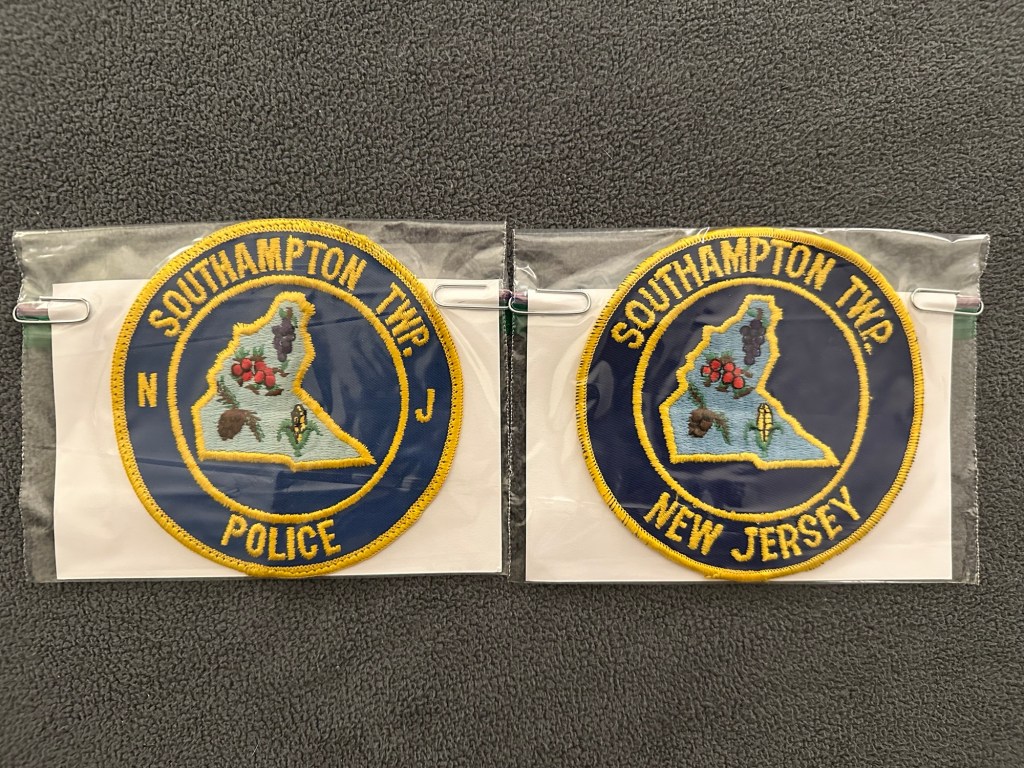 SOUTHAMPTON TWP.
N J
POLICE
SOUTHAMPTON TWP.
NEW JERSEY